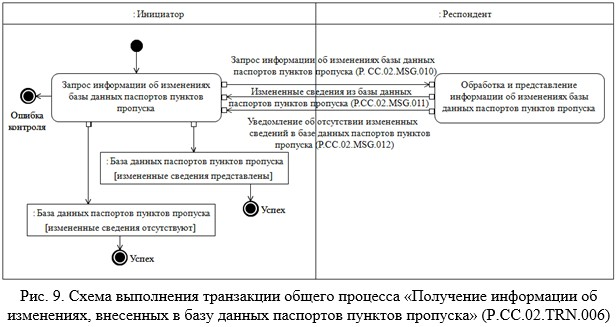 : Инициатор
: Респондент
Запрос информации об изменениях базы
данных паспортов пунктов
пропуска (P. CC.02.MSG.010)
Запрос информации об изменениях
базы данных паспортов пунктов
пропуска
Измененные сведения из базы данных
паспортов пунктов пропуска (P.CC.02.MSG.011)
Обработка и представление
информации об изменениях базы
данных паспортов пунктов пропуска
Ошибка
контроля
Уведомление об отсутствии измененных
сведений в базе данных паспортов пунктов
пропуска (P.CC.02.MSG.012)
: База данных паспортов пунктов пропуска
[измененные сведения представлены]
Успех
: База данных паспортов пунктов пропуска
[измененные сведения отсутствуют]
Успех
Рис. 9. Схема выполнения транзакции общего процесса «Получение информации об
изменениях, внесенных в базу данных паспортов пунктов пропуска» (P.CC.02.TRN.006)